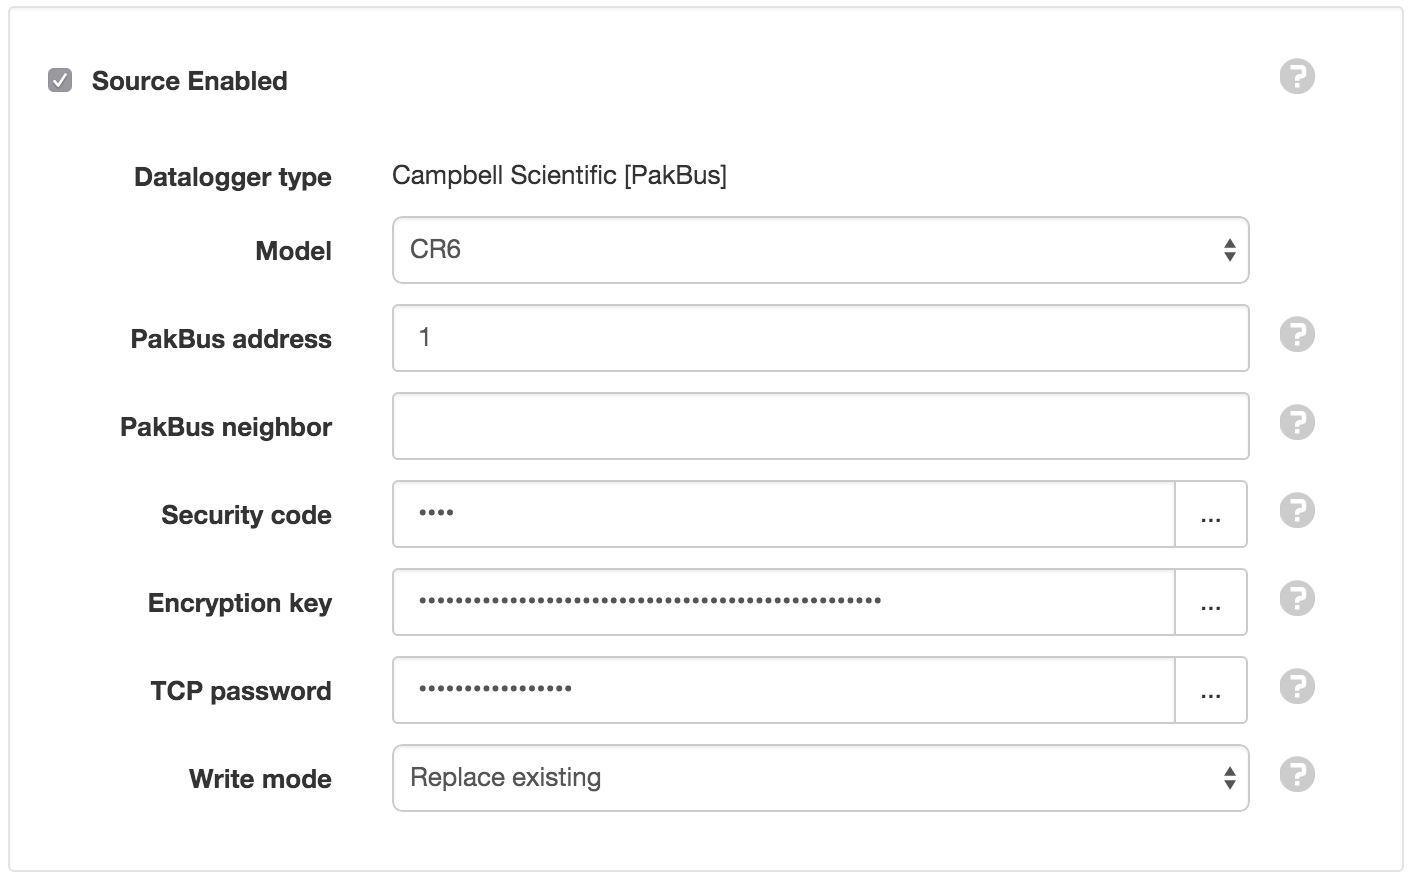 Source Enabled
Datalogger type Campbell Scientific [PakBus]
Model CR6
PakBus address 1
PakBus neighbor
Security code •••• ...
Encryption key ••••••••••••••••••••••••••••••••••••••••••••••••••• ...
TCP password ••••••••••••••••• ...
Write mode Replace existing